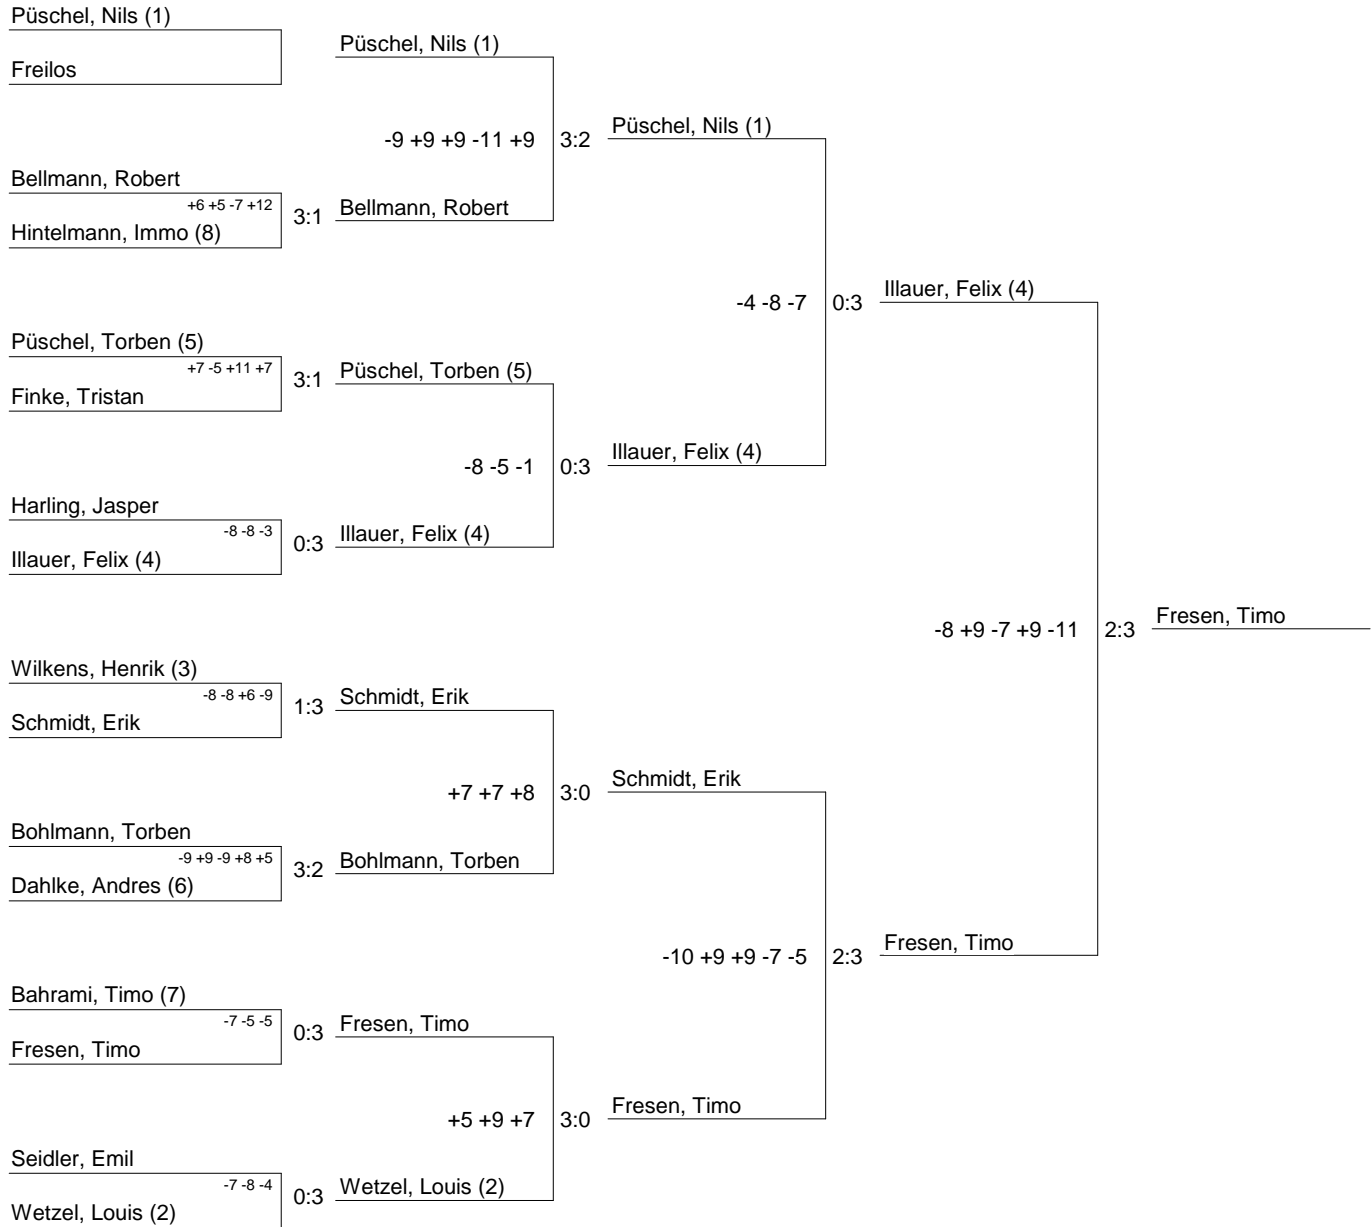 Püschel, Nils (1)
Püschel, Nils (1)
Freilos
-9 +9 +9 -11 +9 3:2 Püschel, Nils (1)
Bellmann, Robert
+6 +5 -7 +12 3:1 Bellmann, Robert
Hintelmann, Immo (8)
-4 -8 -7 0:3 Illauer, Felix (4)
Püschel, Torben (5)
+7 -5 +11 +7 3:1 Püschel, Torben (5)
Finke, Tristan
-8 -5 -1 0:3 Illauer, Felix (4)
Harling, Jasper
-8 -8 -3 0:3 Illauer, Felix (4)
Illauer, Felix (4)
-8 +9 -7 +9 -11 2:3 Fresen, Timo
Wilkens, Henrik (3)
-8 -8 +6 -9 1:3 Schmidt, Erik
Schmidt, Erik
+7 +7 +8 3:0 Schmidt, Erik
Bohlmann, Torben
-9 +9 -9 +8 +5 3:2 Bohlmann, Torben
Dahlke, Andres (6)
-10 +9 +9 -7 -5 2:3 Fresen, Timo
Bahrami, Timo (7)
-7 -5 -5 0:3 Fresen, Timo
Fresen, Timo
+5 +9 +7 3:0 Fresen, Timo
Seidler, Emil
-7 -8 -4 0:3 Wetzel, Louis (2)
Wetzel, Louis (2)